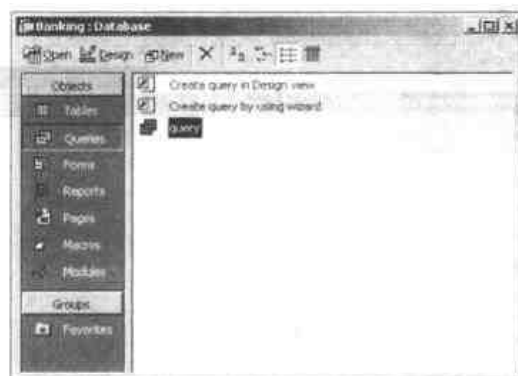 Banking : Database
Open Design New
Objects
Tables
Queries
Forms
Reports
Pages
Macros
Modules
Groups
Favorites
Create query in Design view
Create query by using wizard
query